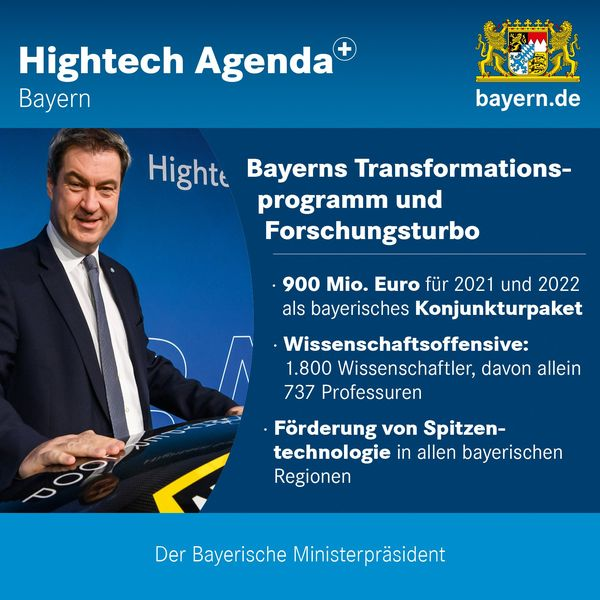 Hightech Agenda+
Bayern
bayern.de
Highte
Bayerns Transformations-
programm und
Forschungsturbo
· 900 Mio. Euro für 2021 und 2022
als bayerisches Konjunkturpaket
· Wissenschaftsoffensive:
1.800 Wissenschaftler, davon allein
737 Professuren
· Förderung von Spitzen-
technologie in allen bayerischen
Regionen
Der Bayerische Ministerpräsident